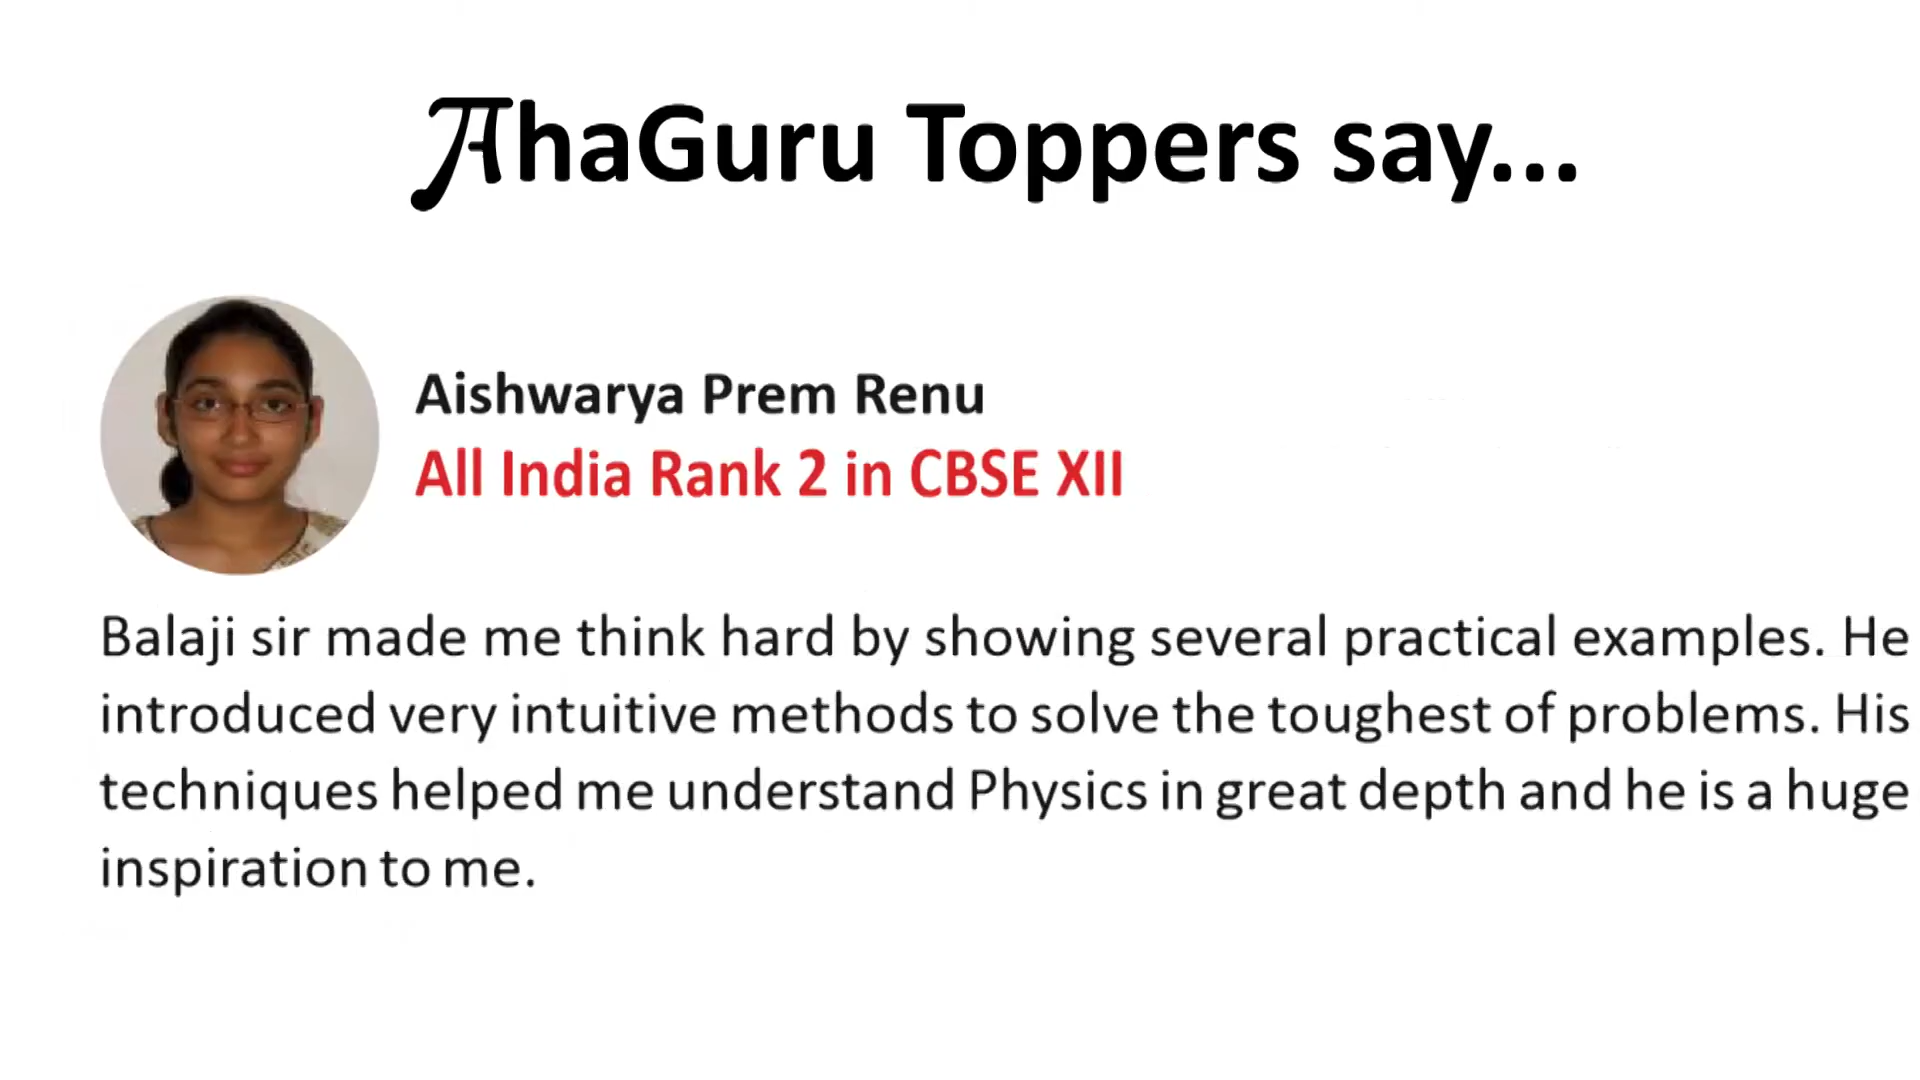 AhaGuru Toppers say...
Aishwarya Prem Renu
All India Rank 2 in CBSE XII
Balaji sir made me think hard by showing several practical examples. He
introduced very intuitive methods to solve the toughest of problems. His
techniques helped me understand Physics in great depth and he is a huge
inspiration to me.